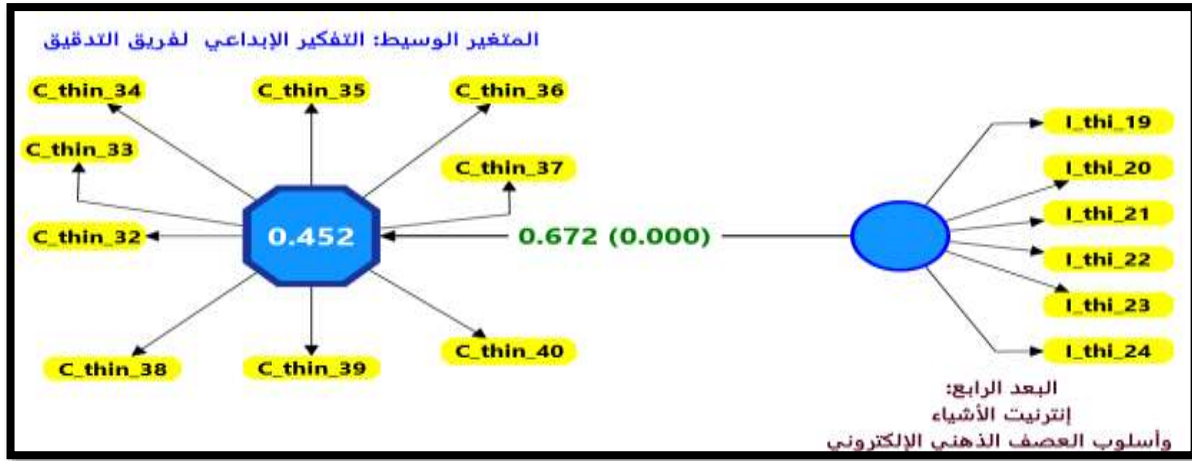 المتغير الوسيط: التفكير الإبداعي لفريق التدقيق
C_thin_34
C_thin_35
C_thin_36
C_thin_33
C_thin_37
C_thin_32
0.452
0.672 (0.000)
C_thin_38
C_thin_39
C_thin_40
I_thi_19
I_thi_20
I_thi_21
I_thi_22
I_thi_23
I_thi_24
البعد الرابع:
إنترنيت الأشياء
وأسلوب العصف الذهني الإلكتروني